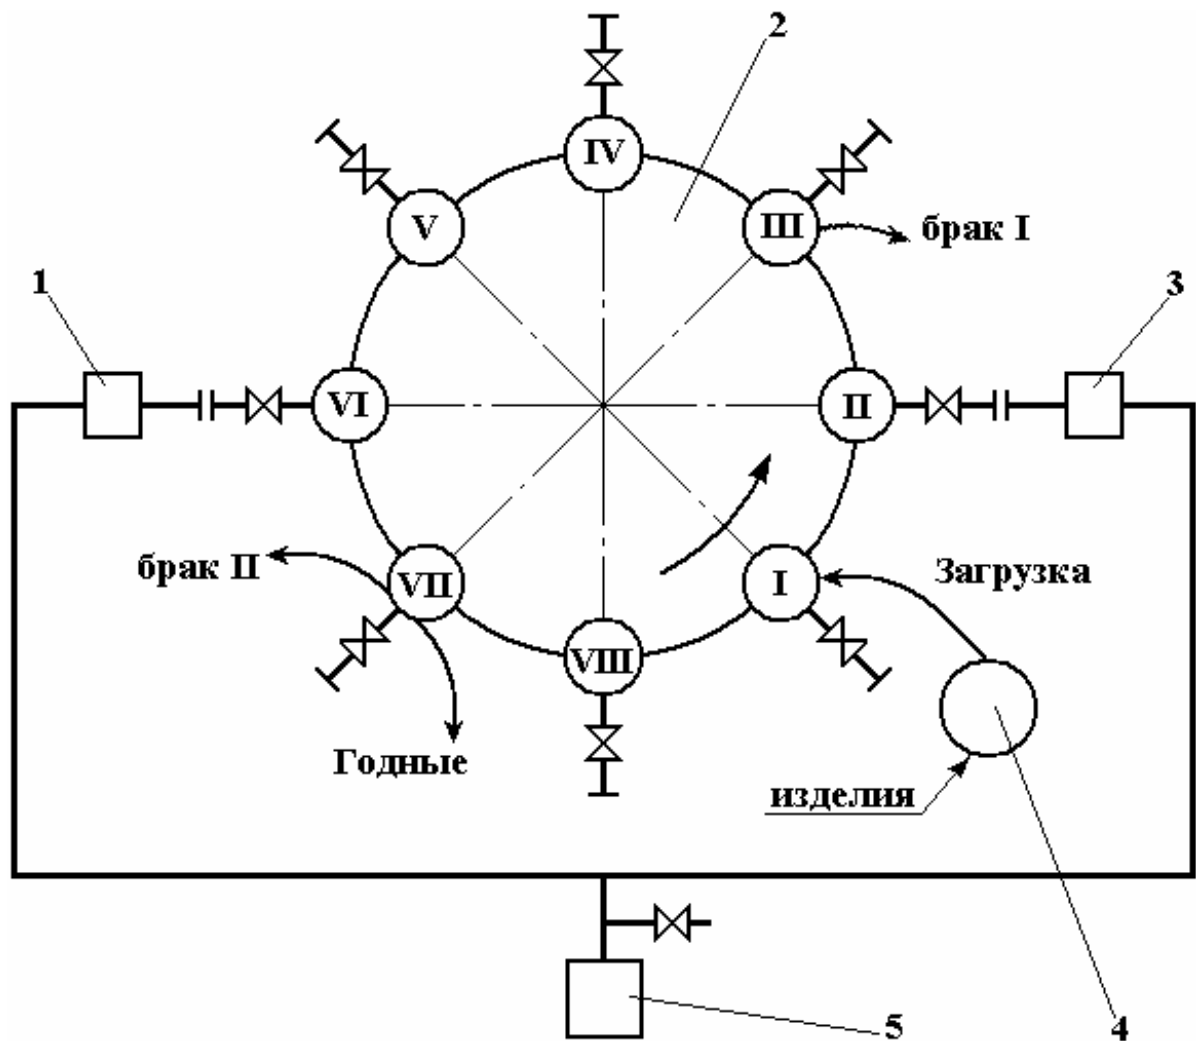 2
IV
V
III
брак I
1
3
VI
II
брак II
VII
I
Загрузка
VIII
Годные
изделия
5
4